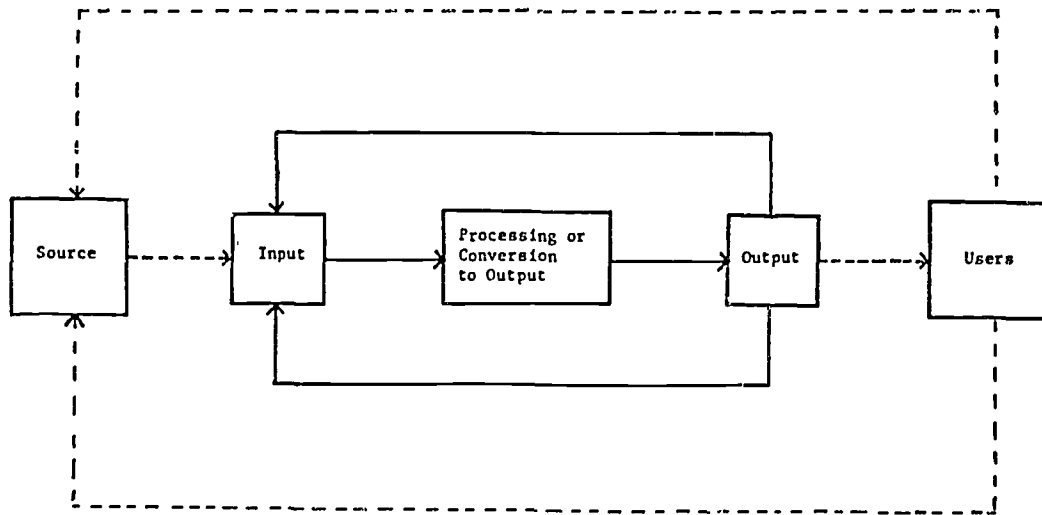 Source
Input
Processing or
Conversion
to Output
Output
Users